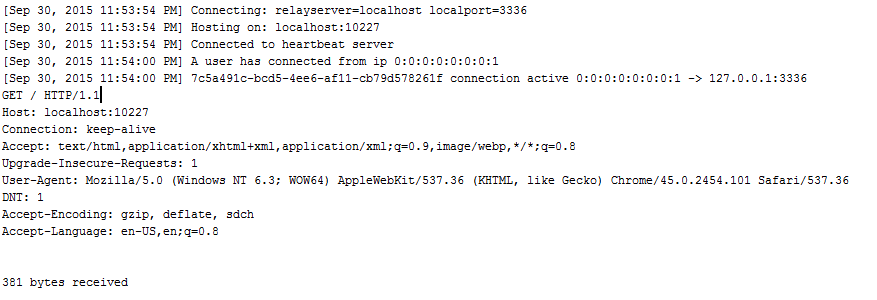 [Sep 30, 2015 11:53:54 PM] Connecting: relayserver=localhost localport=3336
[Sep 30, 2015 11:53:54 PM] Hosting on: localhost:10227
[Sep 30, 2015 11:53:54 PM] Connected to heartbeat server
[Sep 30, 2015 11:54:00 PM] A user has connected from ip 0:0:0:0:0:0:0:1
[Sep 30, 2015 11:54:00 PM] 7c5a491c-bcd5-4ee6-af11-cb79d578261f connection active 0:0:0:0:0:0:0:1 -> 127.0.0.1:3336
GET / HTTP/1.1
Host: localhost:10227
Connection: keep-alive
Accept: text/html,application/xhtml+xml,application/xml;q=0.9,image/webp,*/*;q=0.8
Upgrade-Insecure-Requests: 1
User-Agent: Mozilla/5.0 (Windows NT 6.3; WOW64) AppleWebKit/537.36 (KHTML, like Gecko) Chrome/45.0.2454.101 Safari/537.36
DNT: 1
Accept-Encoding: gzip, deflate, sdch
Accept-Language: en-US,en;q=0.8
381 bytes received